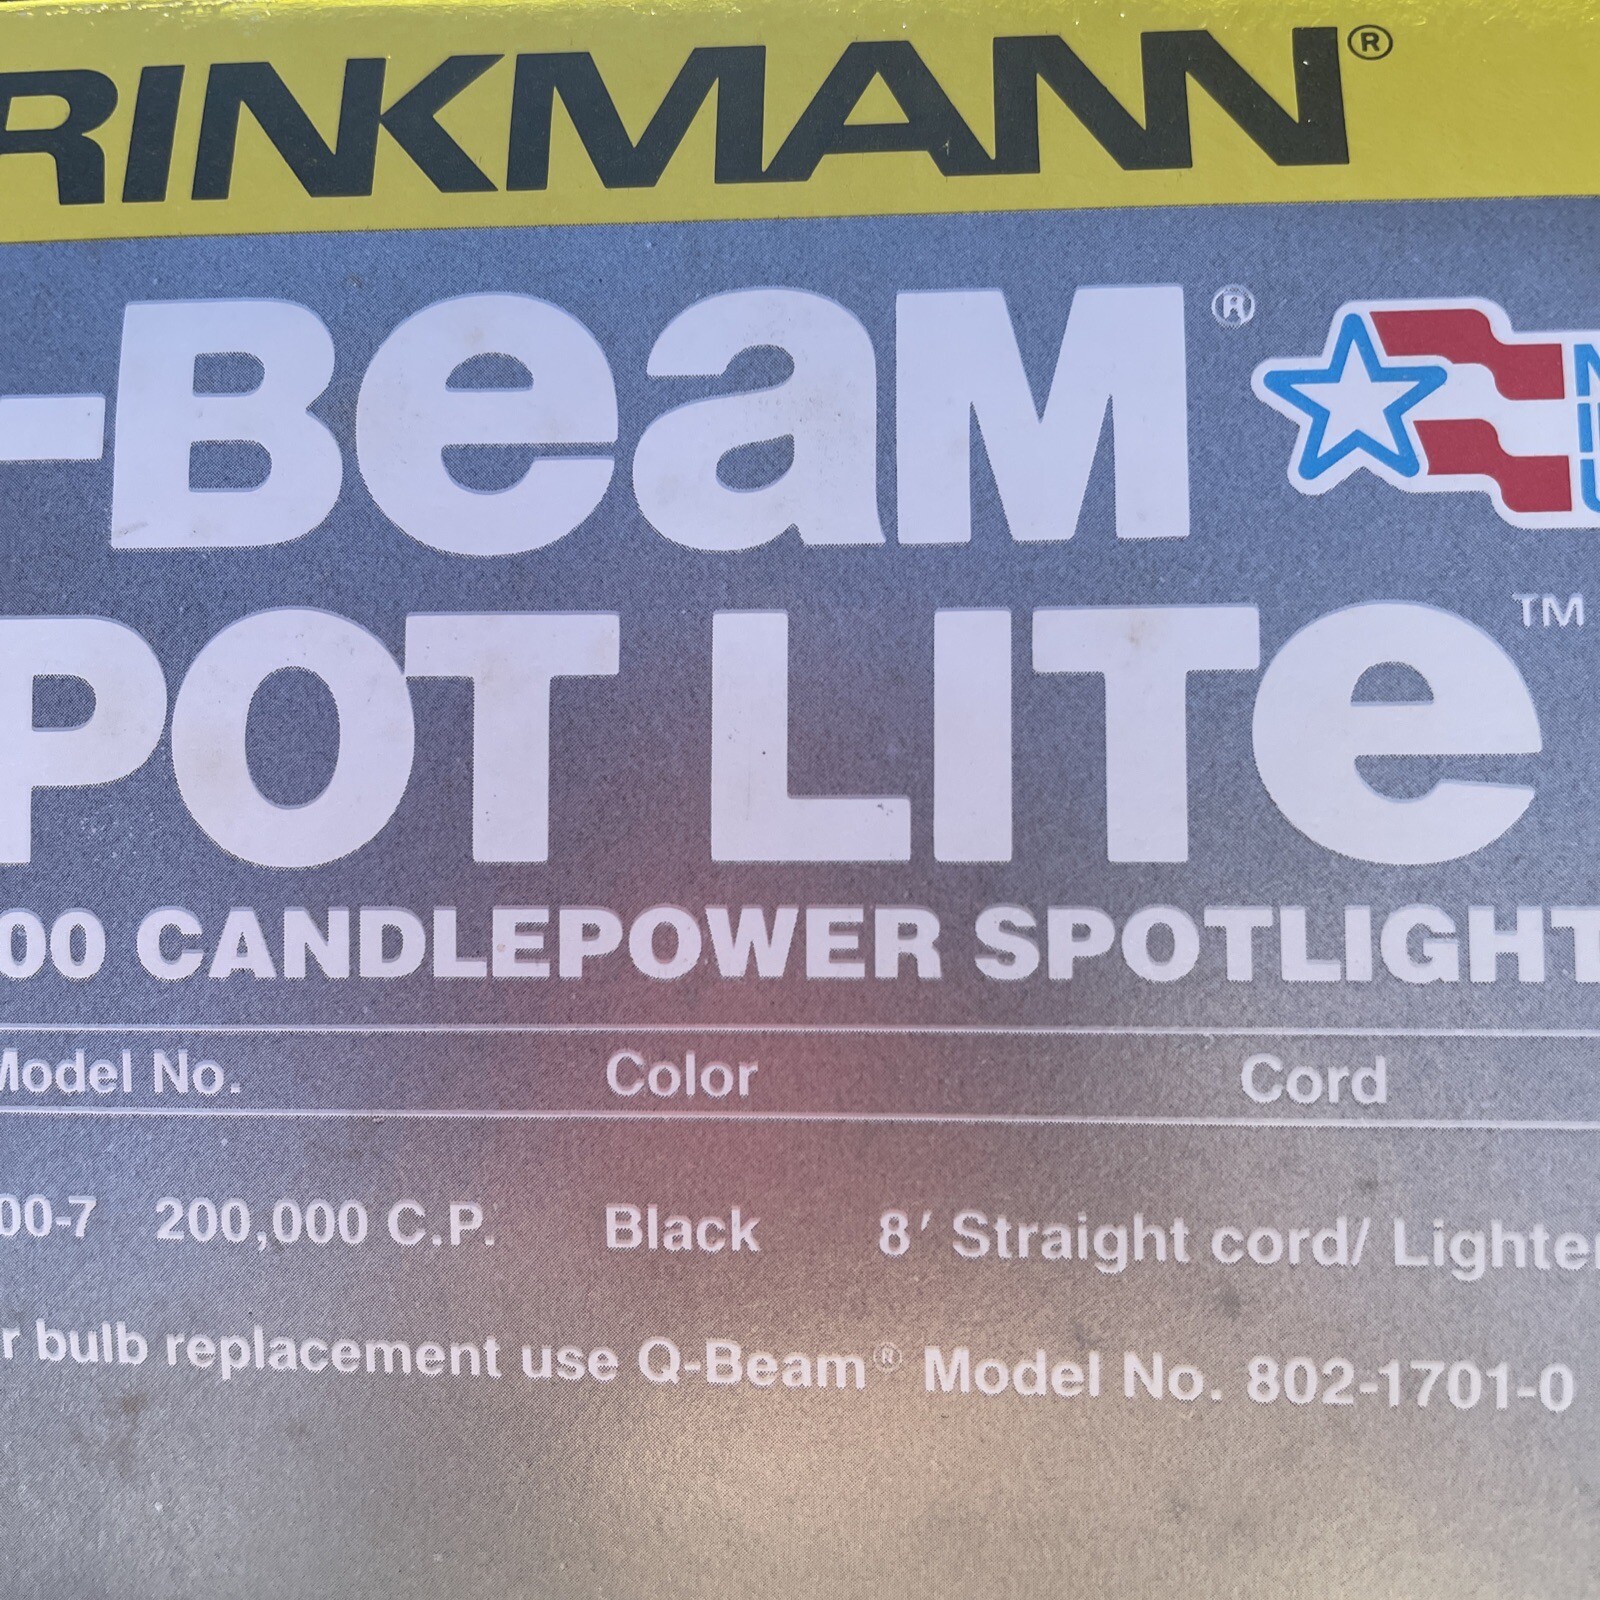 RINKMANN®
-Beam®
POT LITe™
00 CANDLEPOWER SPOTLIGHT
Model No. Color Cord
00-7 200,000 C.P. Black 8' Straight cord/ Lighter
r bulb replacement use Q-Beam® Model No. 802-1701-0